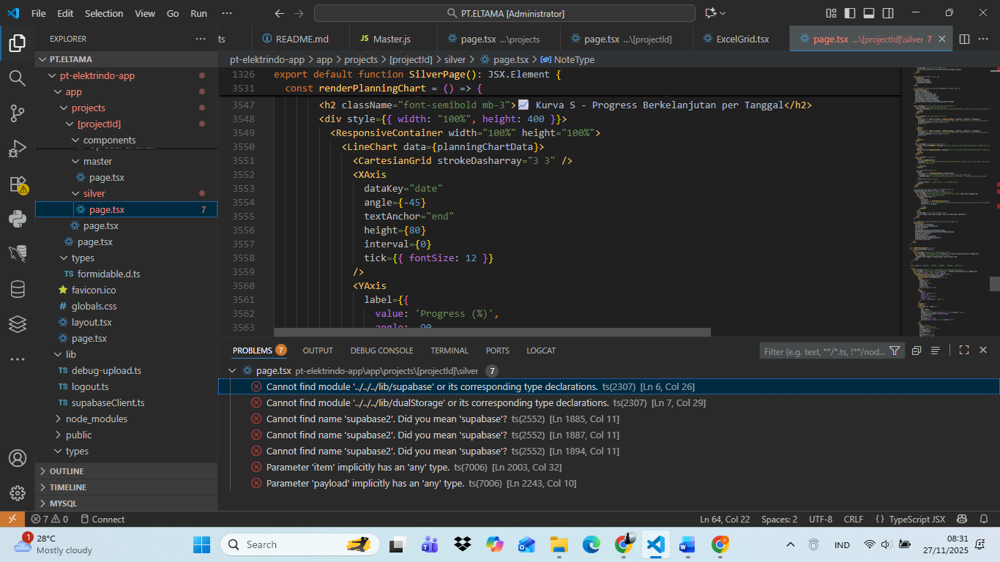 File Edit Selection View Go Run ···
PT.ELTAMA [Administrator]
EXPLORER
ts
README.md
JS Master.js
page.tsx ...\projects
page.tsx ...\[projectId]
ExcelGrid.tsx
page.tsx ...\[projectId]\silver 7
PT.ELTAMA
pt-elektrindo-app > app > projects > [projectId] > silver > page.tsx > NoteType
pt-elektrindo-app
app
projects
[projectId]
components
master
page.tsx
silver
page.tsx 7
page.tsx
page.tsx
types
TS formidable.d.ts
favicon.ico
# globals.css
layout.tsx
page.tsx
lib
TS debug-upload.ts
TS logout.ts
TS supabaseClient.ts
node_modules
public
types
OUTLINE
TIMELINE
MYSQL
1326 export default function SilverPage(): JSX.Element {
3531 const renderPlanningChart = () => {
3547 <h2 className="font-semibold mb-3">📈 Kurva S - Progress Berkelanjutan per Tanggal</h2>
3548 <div style={{ width: "100%", height: 400 }}>
3549 <ResponsiveContainer width="100%" height="100%">
3550 <LineChart data={planningChartData}>
3551 <CartesianGrid strokeDasharray="3 3" />
3552 <XAxis
3553 dataKey="date"
3554 angle={-45}
3555 textAnchor="end"
3556 height={80}
3557 interval={0}
3558 tick={{ fontSize: 12 }}
3559 />
3560 <YAxis
3561 label={{
3562 value: 'Progress (%)',
3563 angle: -90
PROBLEMS 7 OUTPUT DEBUG CONSOLE TERMINAL PORTS LOGCAT
Filter (e.g. text, **/*.ts, !**/nod...
page.tsx pt-elektrindo-app\app\projects\[projectId]\silver 7
Cannot find module '../../../lib/supabase' or its corresponding type declarations. ts(2307) [Ln 6, Col 26]
Cannot find module '../../../lib/dualStorage' or its corresponding type declarations. ts(2307) [Ln 7, Col 29]
Cannot find name 'supabase2'. Did you mean 'supabase'? ts(2552) [Ln 1885, Col 11]
Cannot find name 'supabase2'. Did you mean 'supabase'? ts(2552) [Ln 1887, Col 11]
Cannot find name 'supabase2'. Did you mean 'supabase'? ts(2552) [Ln 1894, Col 11]
Parameter 'item' implicitly has an 'any' type. ts(7006) [Ln 2003, Col 32]
Parameter 'payload' implicitly has an 'any' type. ts(7006) [Ln 2243, Col 10]
7 0 Connect
Ln 64, Col 22 Spaces: 2 UTF-8 CRLF {} TypeScript JSX
1
28°C
Mostly cloudy
Search
IND
08:31
27/11/2025